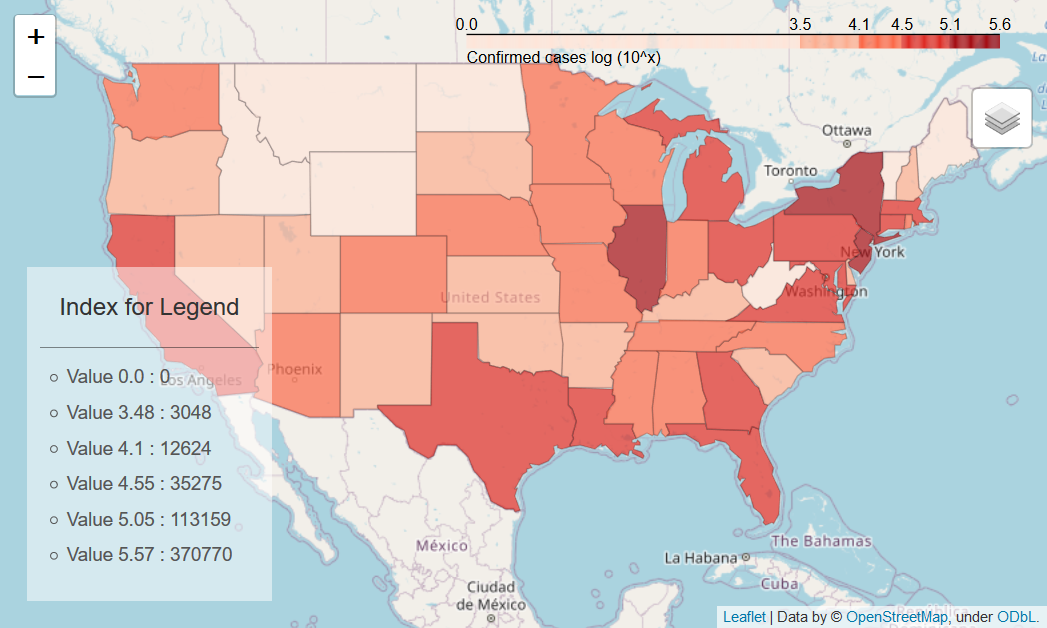 +
−
0.0 3.5 4.1 4.5 5.1 5.6
Confirmed cases log (10^x)
Ottawa
Toronto
New York
Washington
United States
Index for Legend
Value 0.0 : 0
Value 3.48 : 3048
Value 4.1 : 12624
Value 4.55 : 35275
Value 5.05 : 113159
Value 5.57 : 370770
Phoenix
Los Angeles
México
Ciudad
de México
La Habana
The Bahamas
Cuba
Leaflet | Data by © OpenStreetMap, under ODbL.